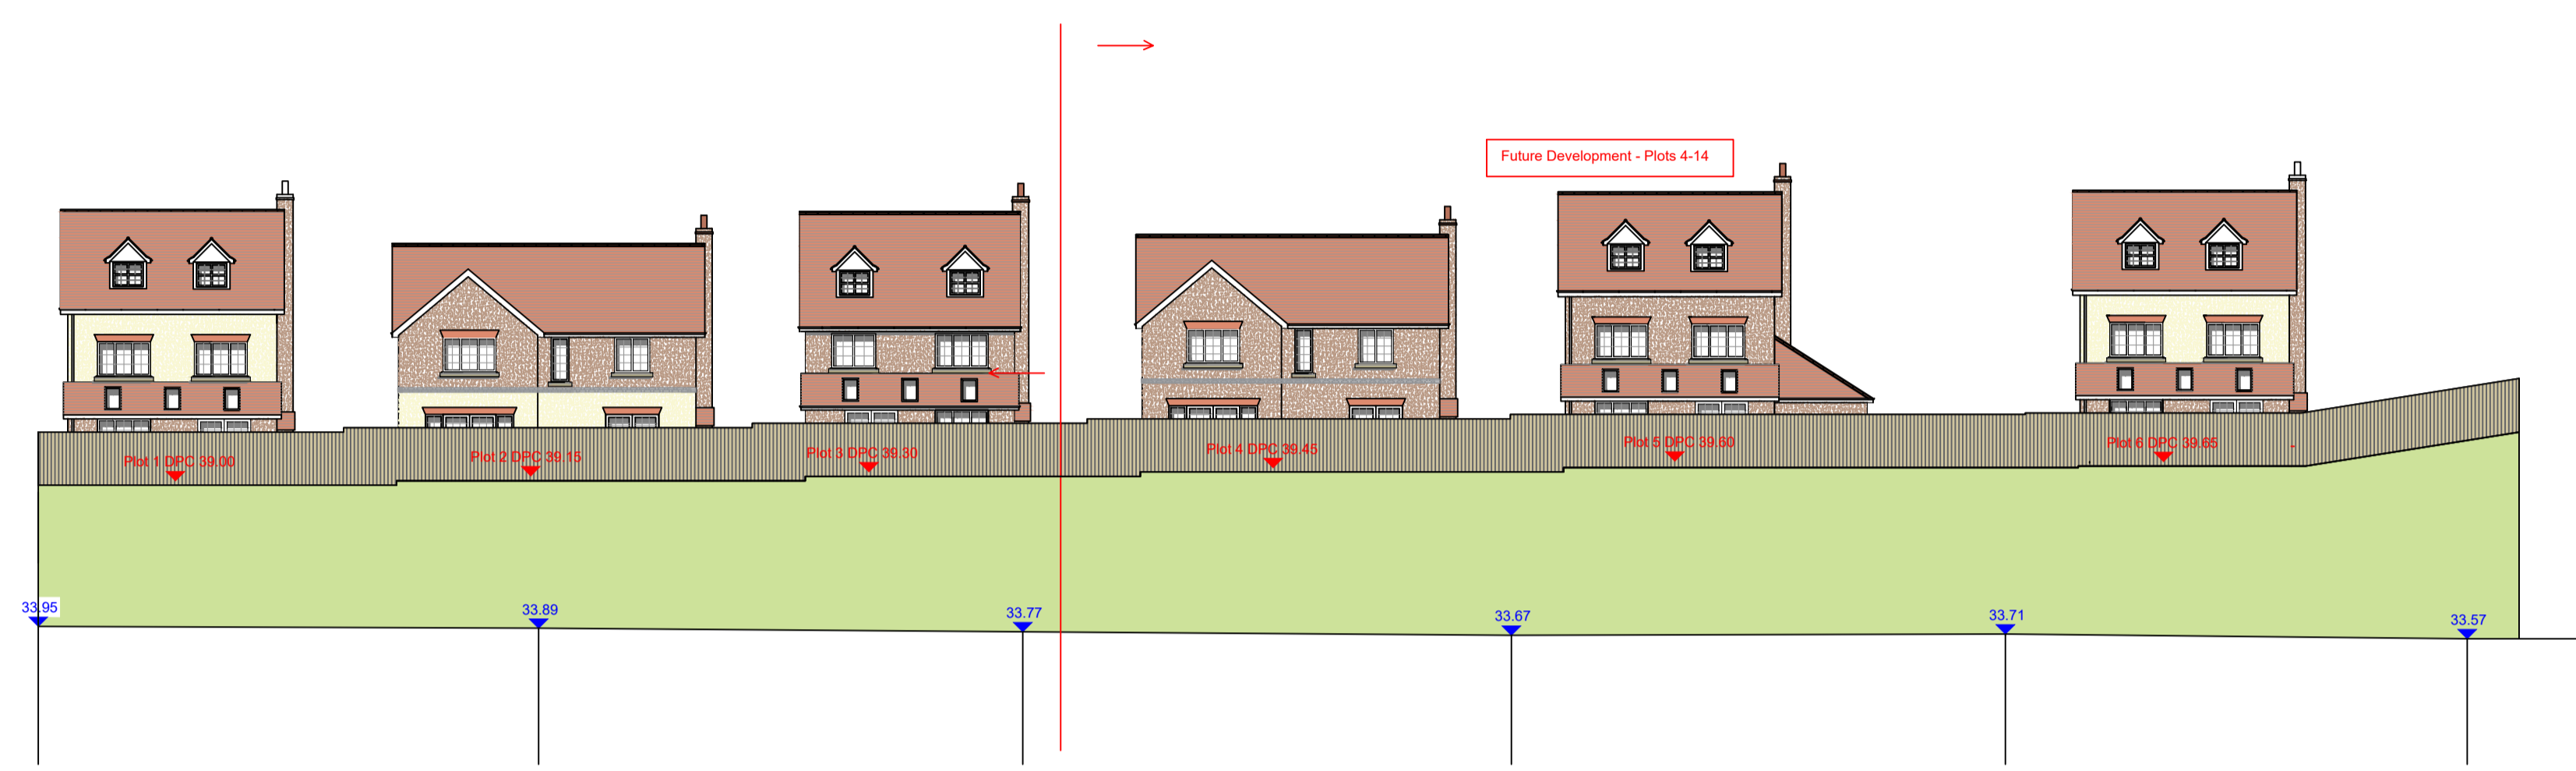 Future Development - Plots 4-14
Plot 1 DPC 39.00
Plot 2 DPC 39.15
Plot 3 DPC 39.30
Plot 4 DPC 39.45
Plot 5 DPC 39.60
Plot 6 DPC 39.65
33.95
33.89
33.77
33.67
33.71
33.57